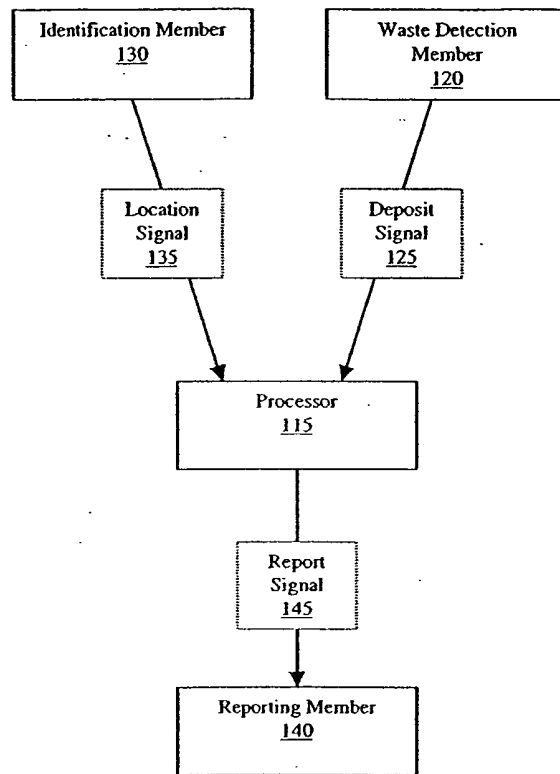 Identification Member
130
Waste Detection
Member
120
Location
Signal
135
Deposit
Signal
125
Processor
115
Report
Signal
145
Reporting Member
140